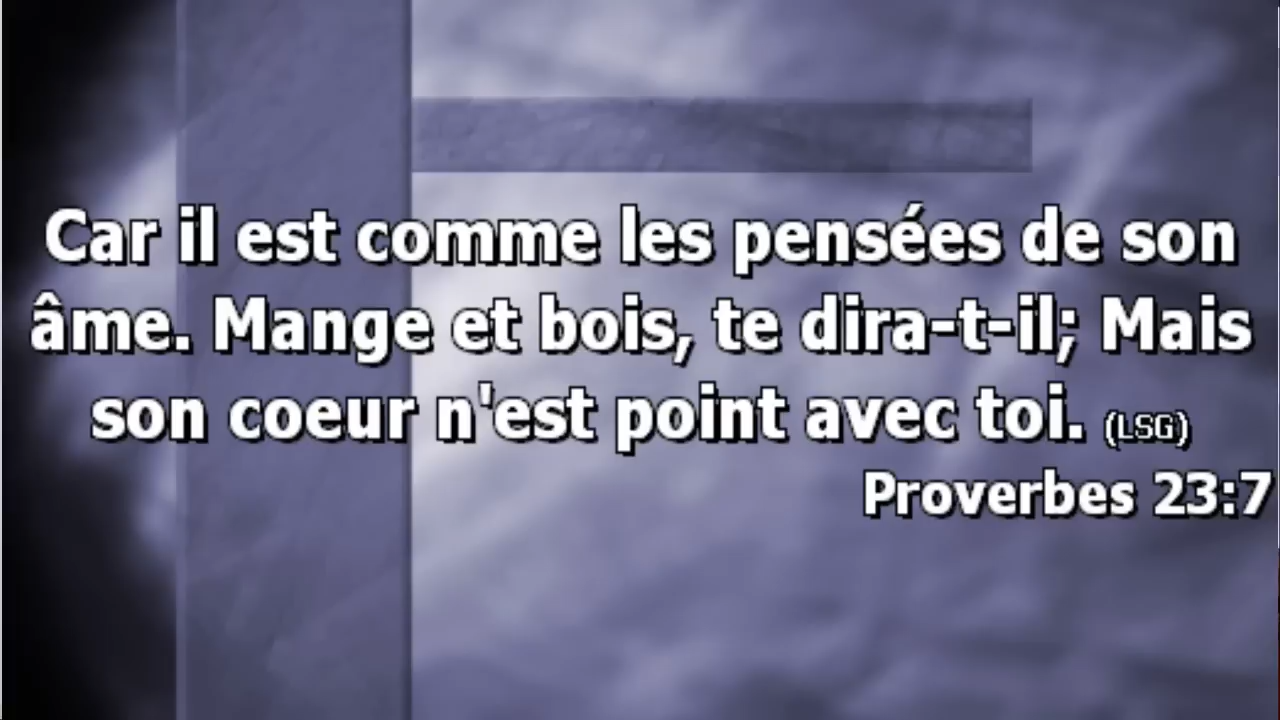 Car il est comme les pensées de son
âme. Mange et bois, te dira-t-il; Mais
son coeur n'est point avec toi. (LSG)
Proverbes 23:7